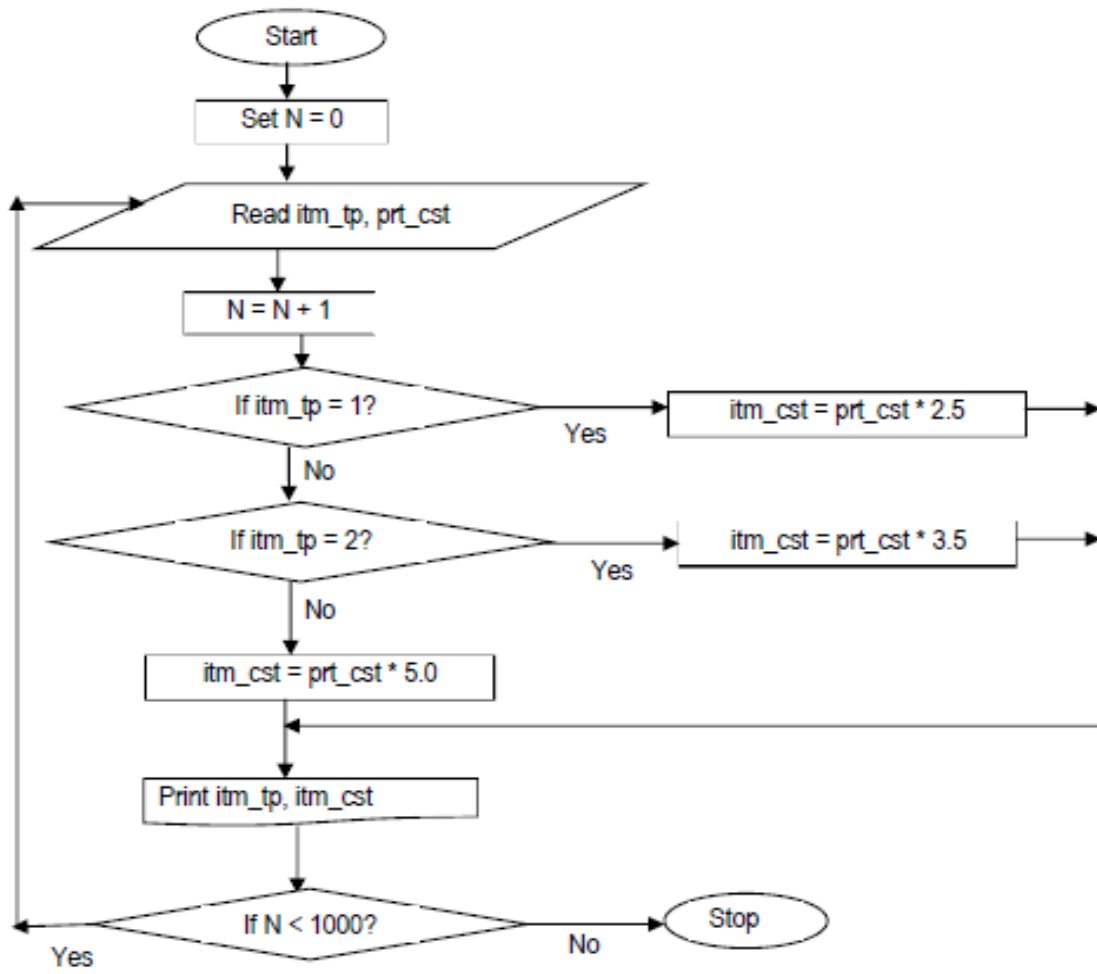 Start
Set N = 0
Read itm_tp, prt_cst
N = N + 1
If itm_tp = 1?
Yes
itm_cst = prt_cst * 2.5
No
If itm_tp = 2?
Yes
itm_cst = prt_cst * 3.5
No
itm_cst = prt_cst * 5.0
Print itm_tp, itm_cst
If N < 1000?
Yes
No
Stop